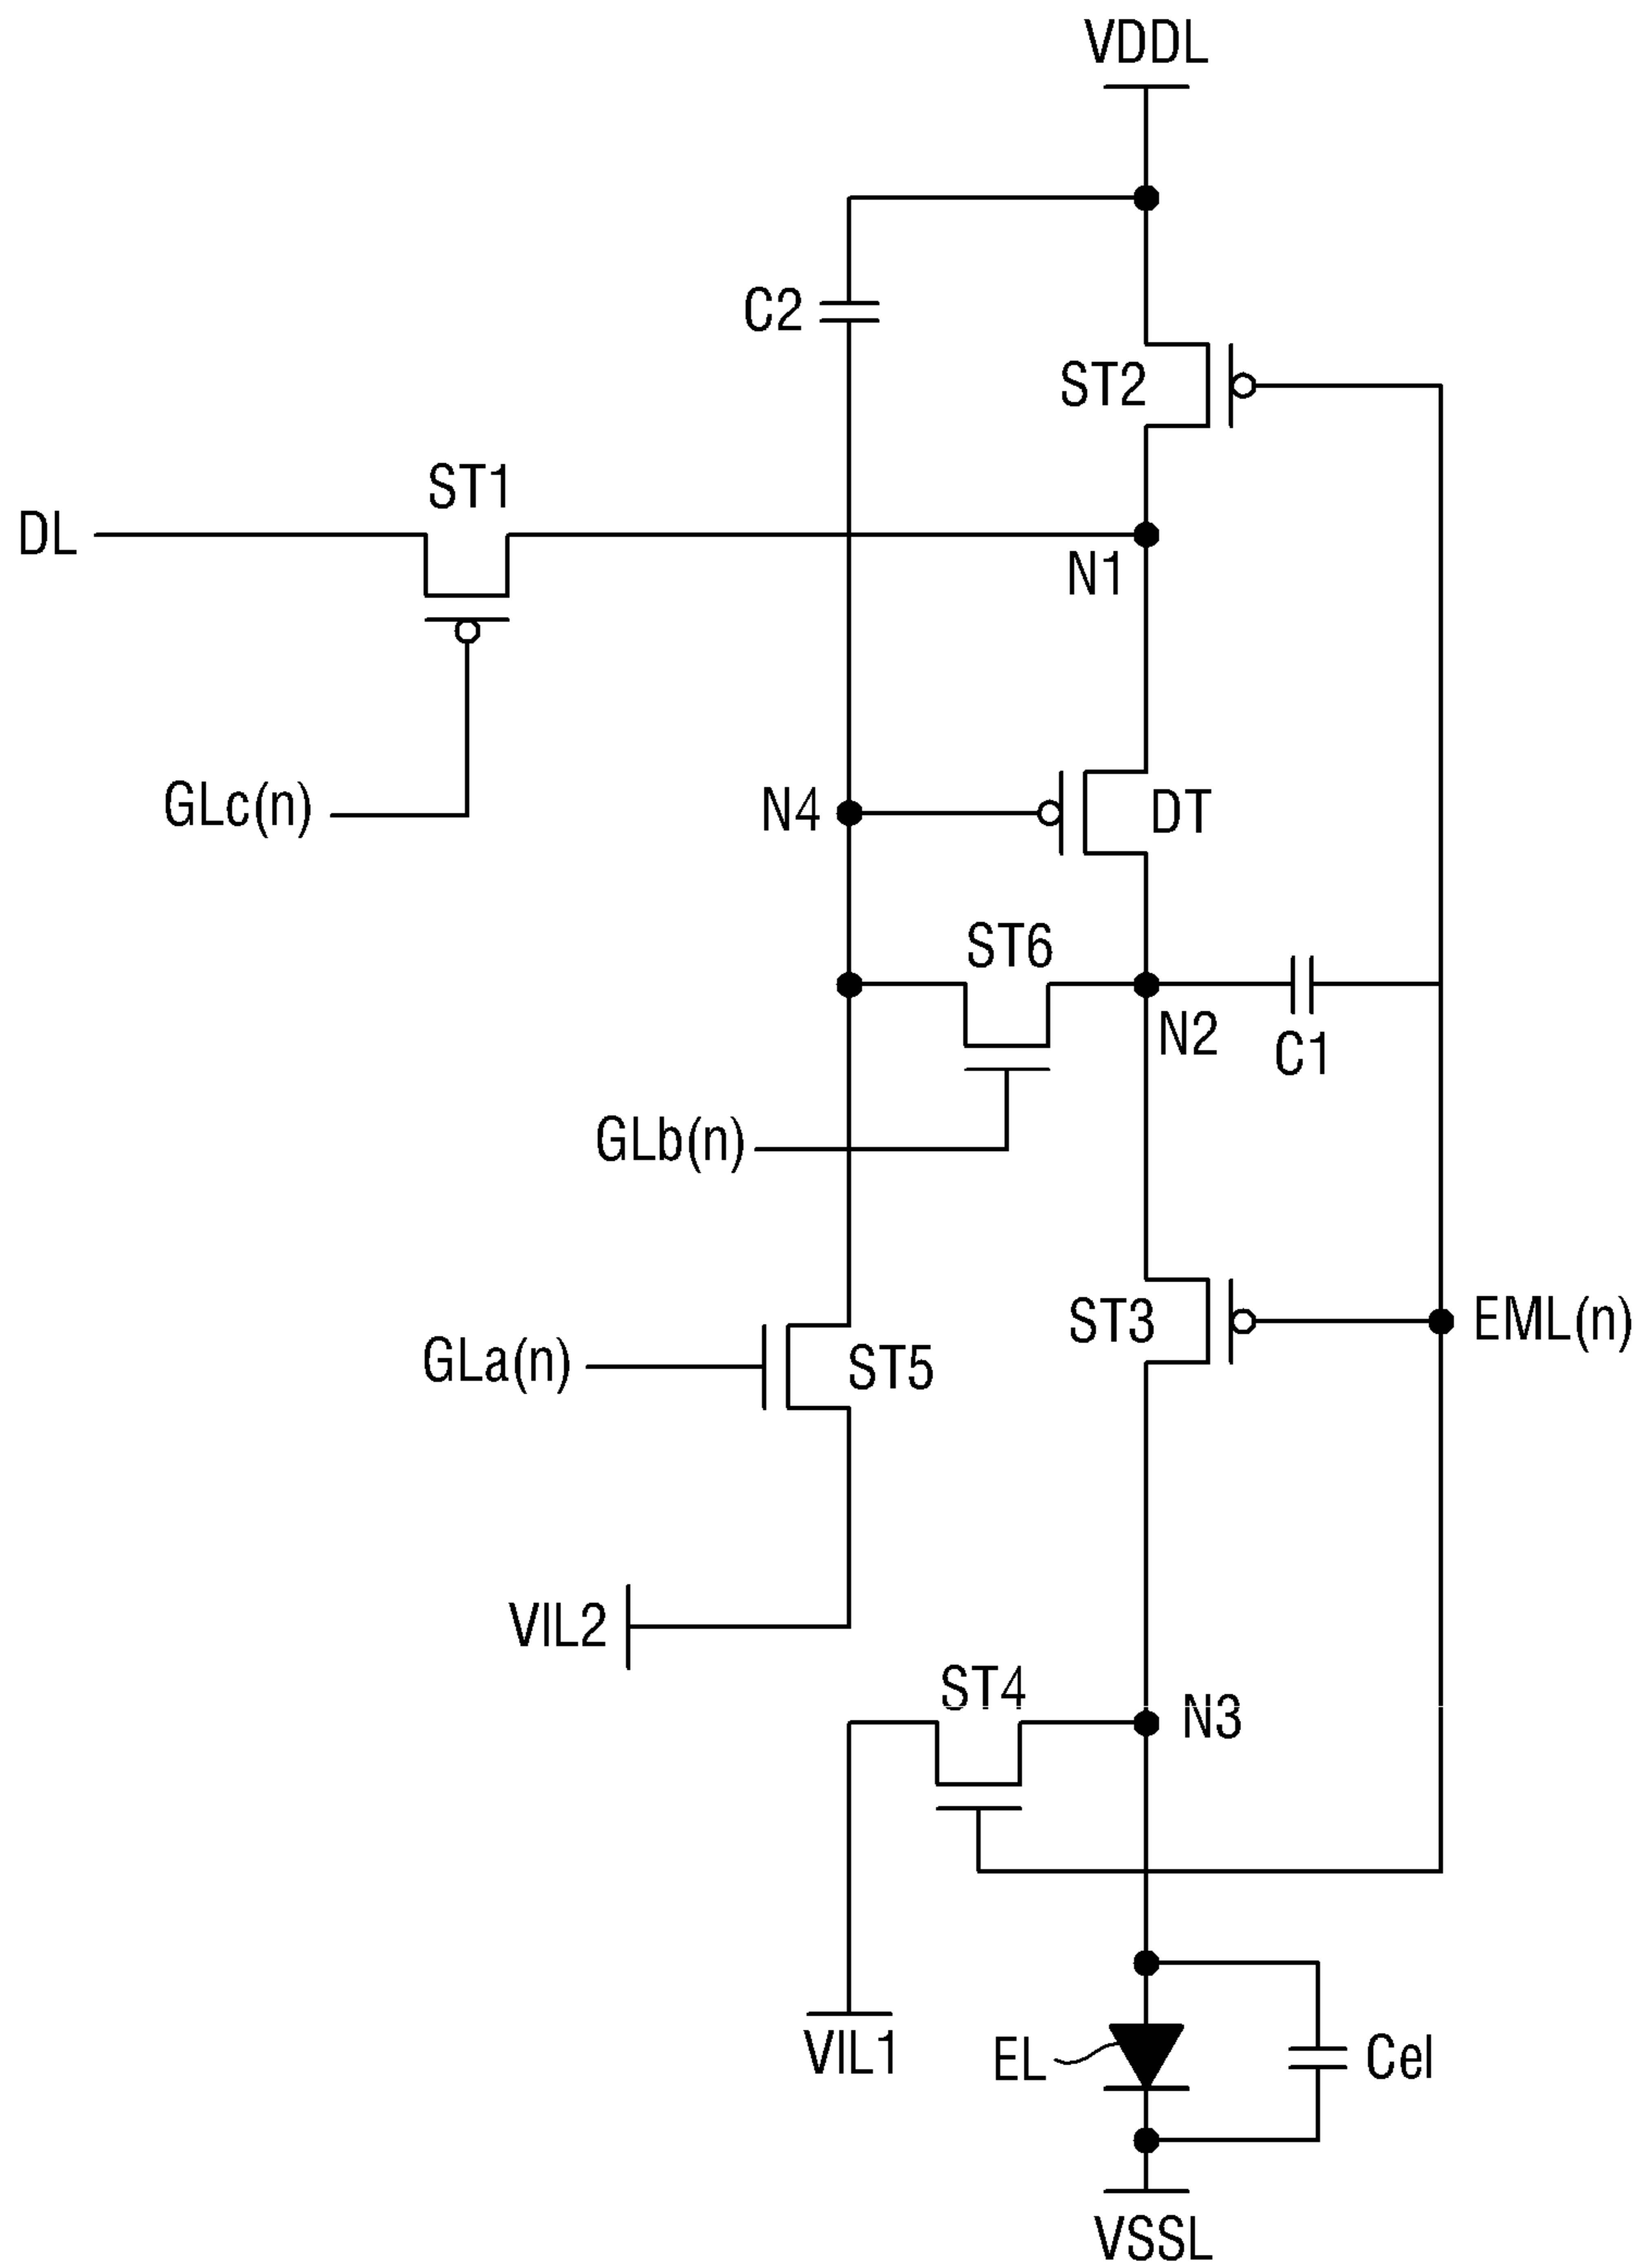 VDDL
C2
ST2
ST1
DL
N1
GLc(n)
N4
DT
ST6
N2
C1
GLb(n)
ST3
EML(n)
GLa(n)
ST5
VIL2
ST4
N3
VIL1
EL
Cel
VSSL